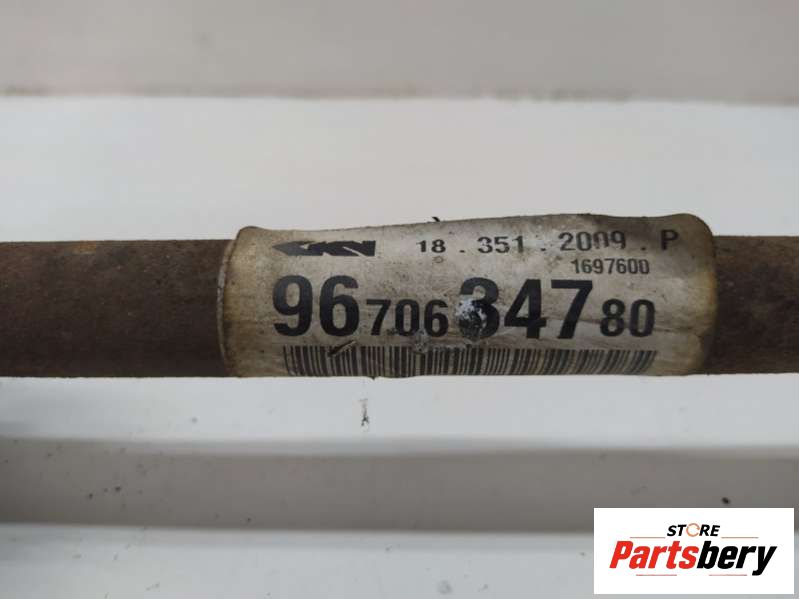 GKN 18 . 351 . 2009 . P
1697600
96 706 347 80
STORE
Partsbery